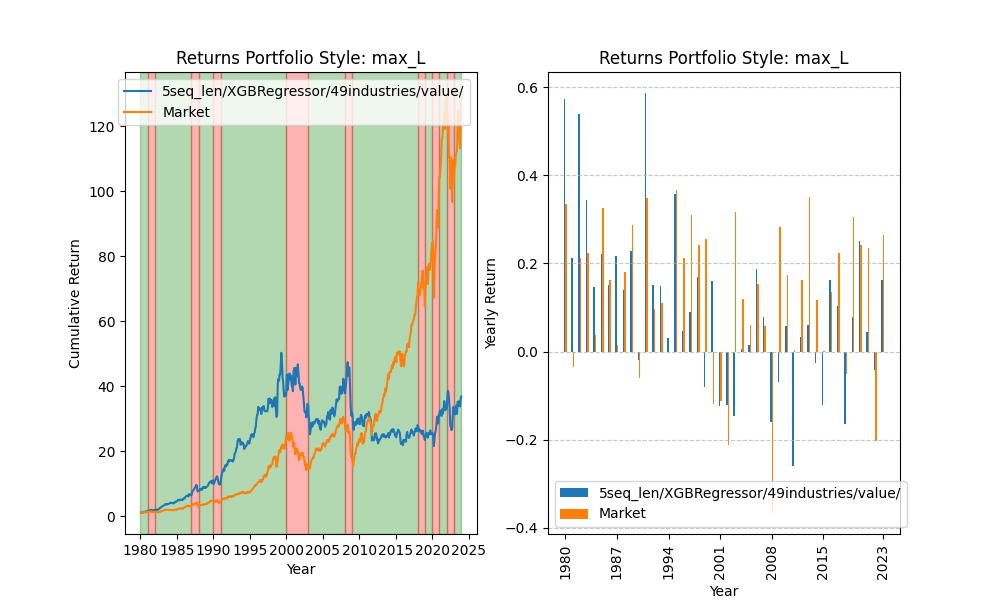 Returns Portfolio Style: max_L
5seq_len/XGBRegressor/49industries/value/
Market
Cumulative Return
120
100
80
60
40
20
0
1980 1985 1990 1995 2000 2005 2010 2015 2020 2025
Year
Returns Portfolio Style: max_L
Yearly Return
0.6
0.4
0.2
0.0
−0.2
−0.4
5seq_len/XGBRegressor/49industries/value/
Market
1980 1987 1994 2001 2008 2015 2023
Year